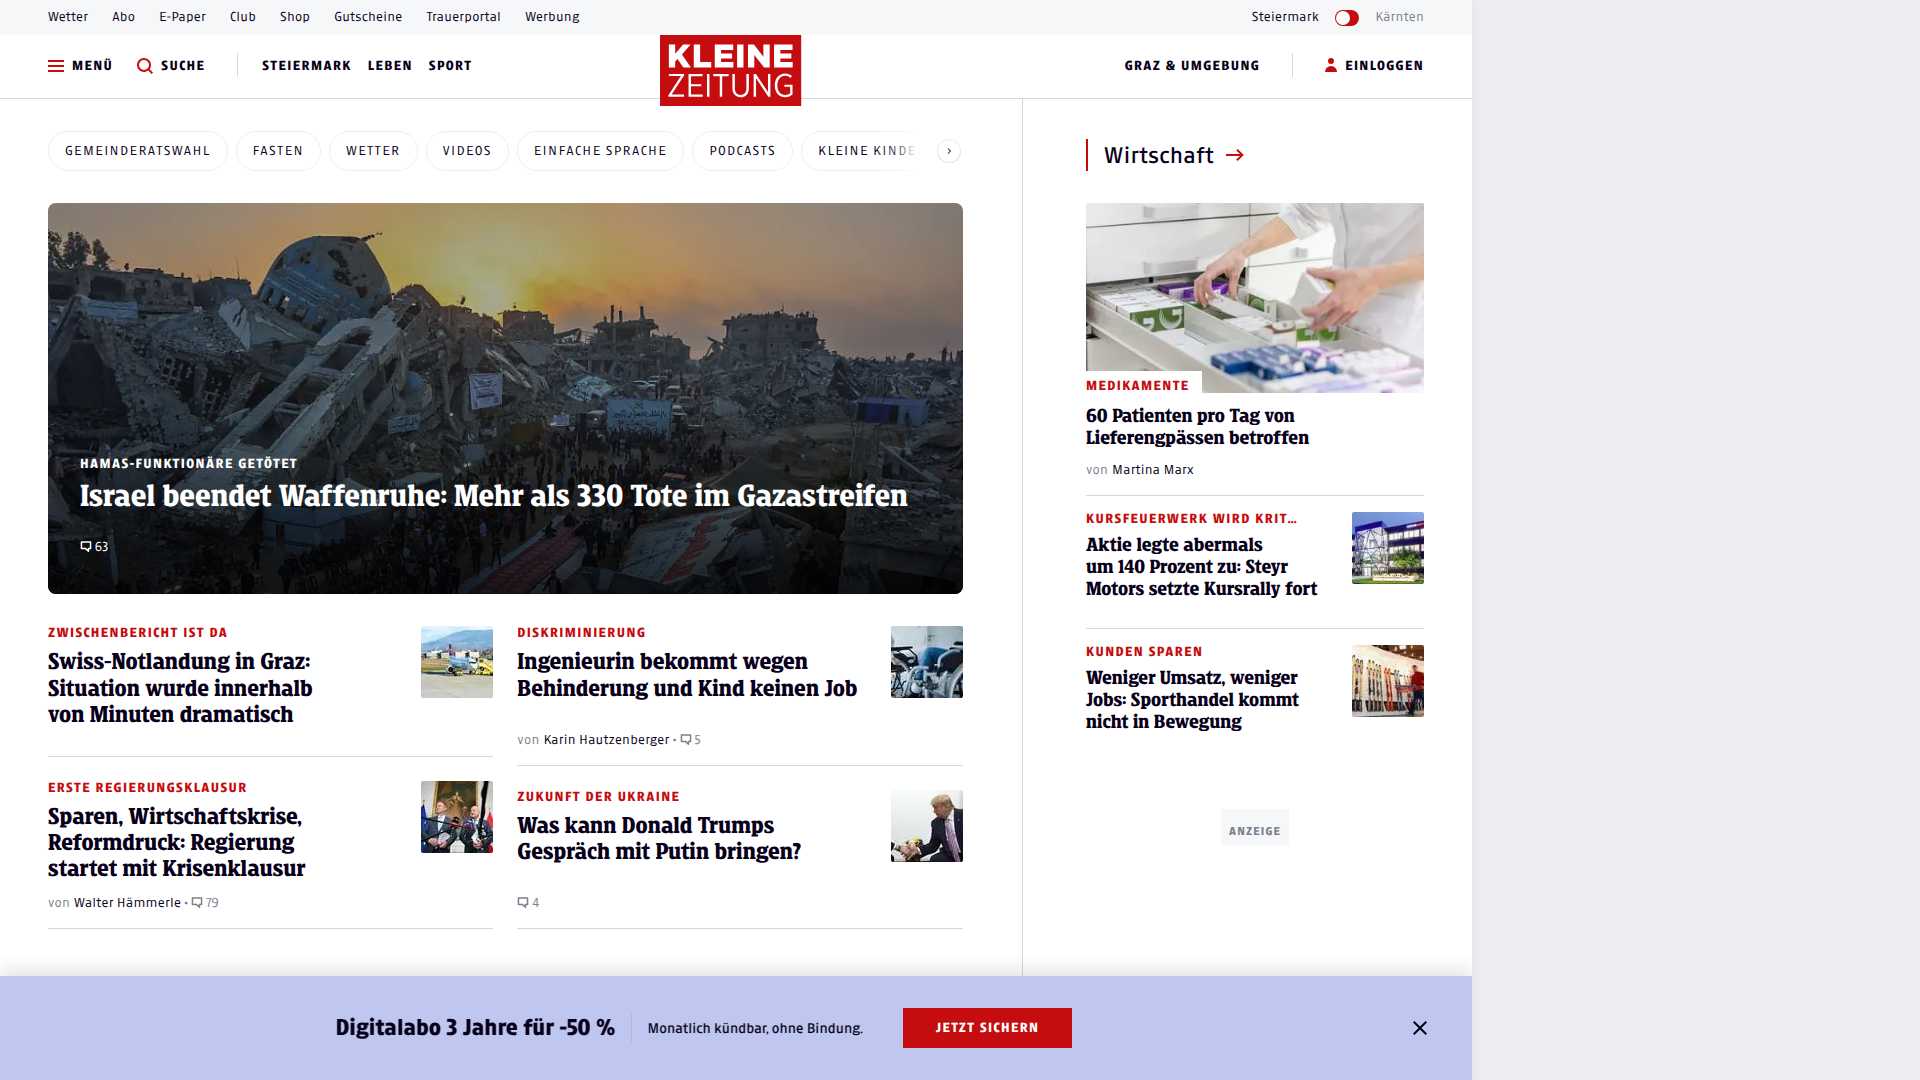 Wetter Abo E-Paper Club Shop Gutscheine Trauerportal Werbung Steiermark Kärnten
MENÜ SUCHE STEIERMARK LEBEN SPORT KLEINE ZEITUNG GRAZ & UMGEBUNG EINLOGGEN
GEMEINDERATSWAHL FASTEN WETTER VIDEOS EINFACHE SPRACHE PODCASTS KLEINE KINDE
HAMAS-FUNKTIONÄRE GETÖTET
Israel beendet Waffenruhe: Mehr als 330 Tote im Gazastreifen
63
ZWISCHENBERICHT IST DA
Swiss-Notlandung in Graz:
Situation wurde innerhalb
von Minuten dramatisch
DISKRIMINIERUNG
Ingenieurin bekommt wegen
Behinderung und Kind keinen Job
von Karin Hautzenberger • 5
ERSTE REGIERUNGSKLAUSUR
Sparen, Wirtschaftskrise,
Reformdruck: Regierung
startet mit Krisenklausur
von Walter Hämmerle • 79
ZUKUNFT DER UKRAINE
Was kann Donald Trumps
Gespräch mit Putin bringen?
4
Wirtschaft
MEDIKAMENTE
60 Patienten pro Tag von
Lieferengpässen betroffen
von Martina Marx
KURSFEUERWERK WIRD KRIT...
Aktie legte abermals
um 140 Prozent zu: Steyr
Motors setzte Kursrally fort
KUNDEN SPAREN
Weniger Umsatz, weniger
Jobs: Sporthandel kommt
nicht in Bewegung
ANZEIGE
Digitalabo 3 Jahre für -50 % Monatlich kündbar, ohne Bindung. JETZT SICHERN